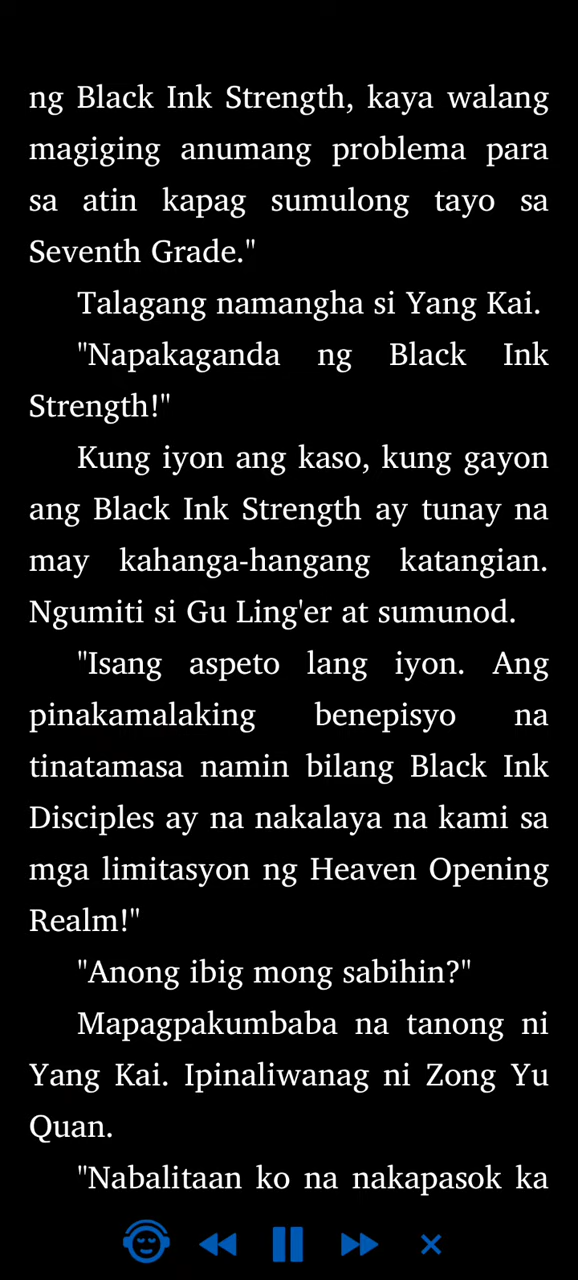 ng Black Ink Strength, kaya walang
magiging anumang problema para
sa atin kapag sumulong tayo sa
Seventh Grade."
Talagang namangha si Yang Kai.
"Napakaganda ng Black Ink
Strength!"
Kung iyon ang kaso, kung gayon
ang Black Ink Strength ay tunay na
may kahanga-hangang katangian.
Ngumiti si Gu Ling'er at sumunod.
"Isang aspeto lang iyon. Ang
pinakamalaking benepisyo na
tinatamasa namin bilang Black Ink
Disciples ay na nakalaya na kami sa
mga limitasyon ng Heaven Opening
Realm!"
"Anong ibig mong sabihin?"
Mapagpakumbaba na tanong ni
Yang Kai. Ipinaliwanag ni Zong Yu
Quan.
"Nabalitaan ko na nakapasok ka